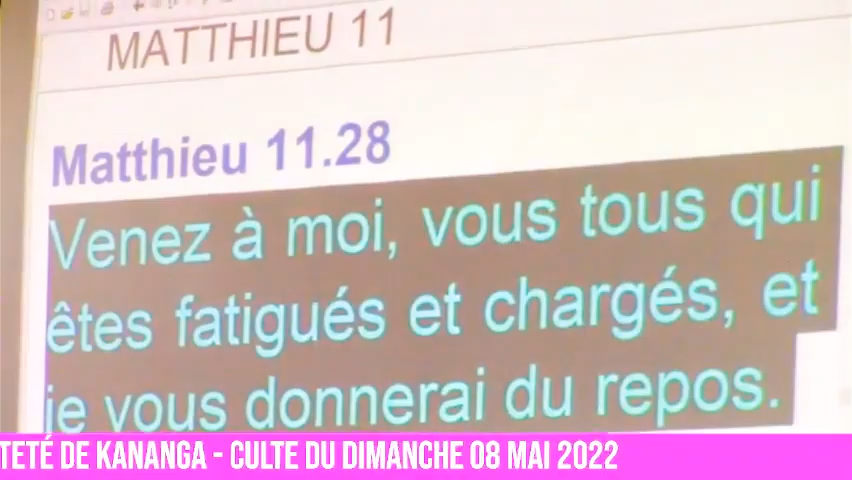 MATTHIEU 11
Matthieu 11.28
Venez à moi, vous tous qui
êtes fatigués et chargés, et
je vous donnerai du repos.
TETÉ DE KANANGA - CULTE DU DIMANCHE 08 MAI 2022